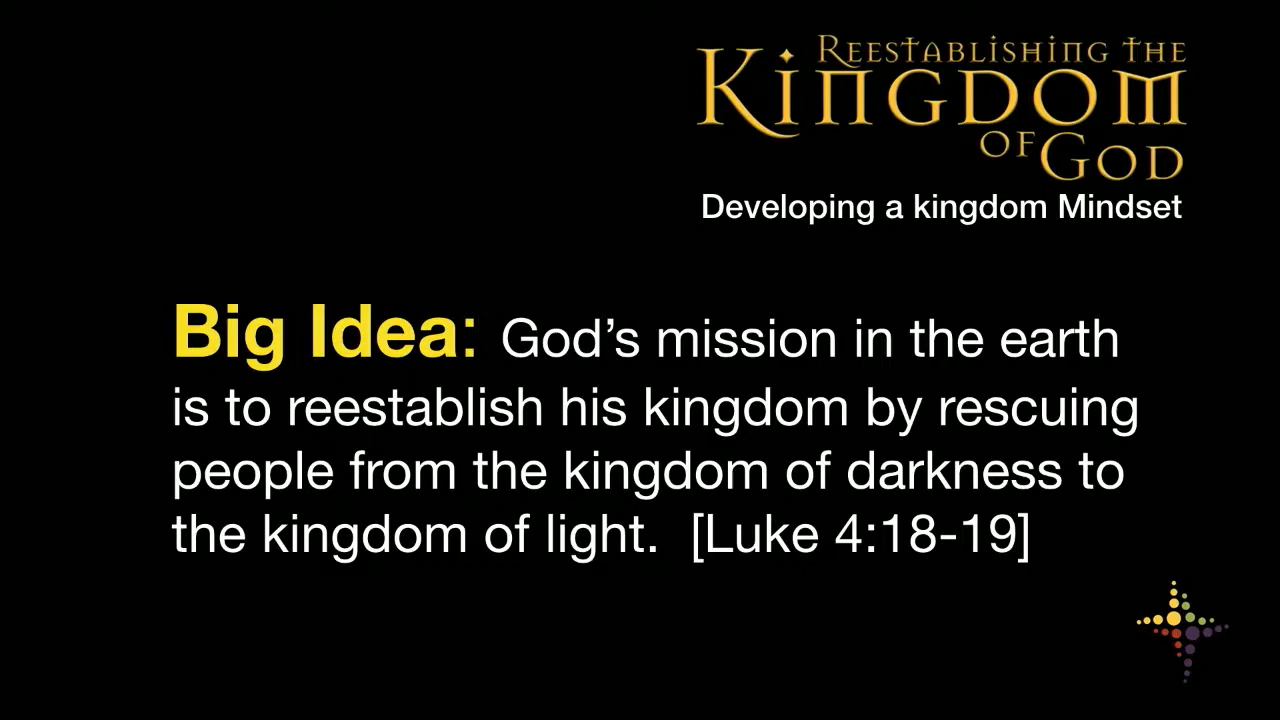 Reestablishing the
Kingdom
of God
Developing a kingdom Mindset
Big Idea: God’s mission in the earth
is to reestablish his kingdom by rescuing
people from the kingdom of darkness to
the kingdom of light. [Luke 4:18-19]